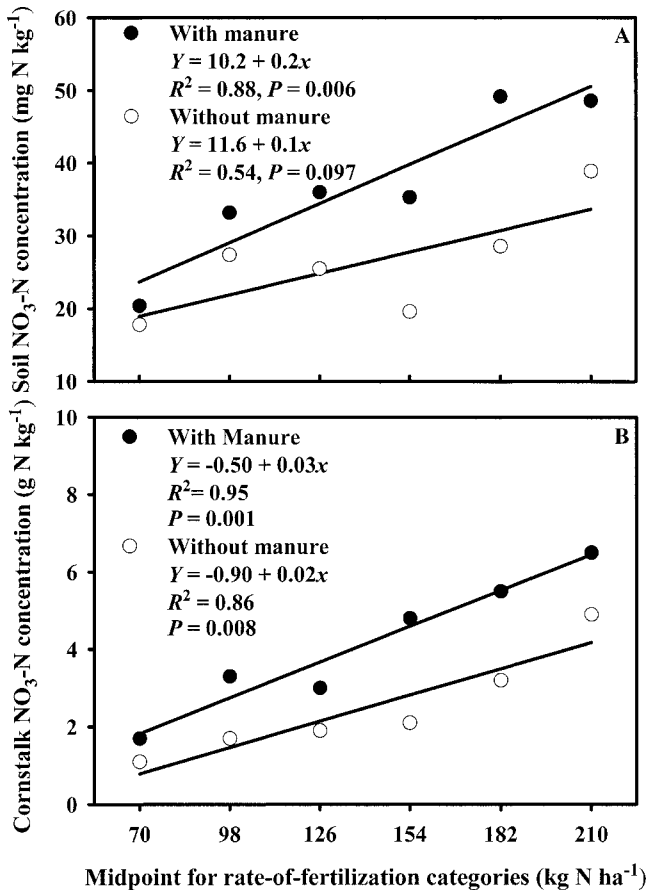 Soil NO3-N concentration (mg N kg-1)
60
50
40
30
20
10
A
With manure
Y = 10.2 + 0.2x
R2 = 0.88, P = 0.006
Without manure
Y = 11.6 + 0.1x
R2 = 0.54, P = 0.097
Cornstalk NO3-N concentration (g N kg-1)
10
8
6
4
2
0
B
With Manure
Y = -0.50 + 0.03x
R2= 0.95
P = 0.001
Without manure
Y = -0.90 + 0.02x
R2 = 0.86
P = 0.008
70 98 126 154 182 210
Midpoint for rate-of-fertilization categories (kg N ha-1)